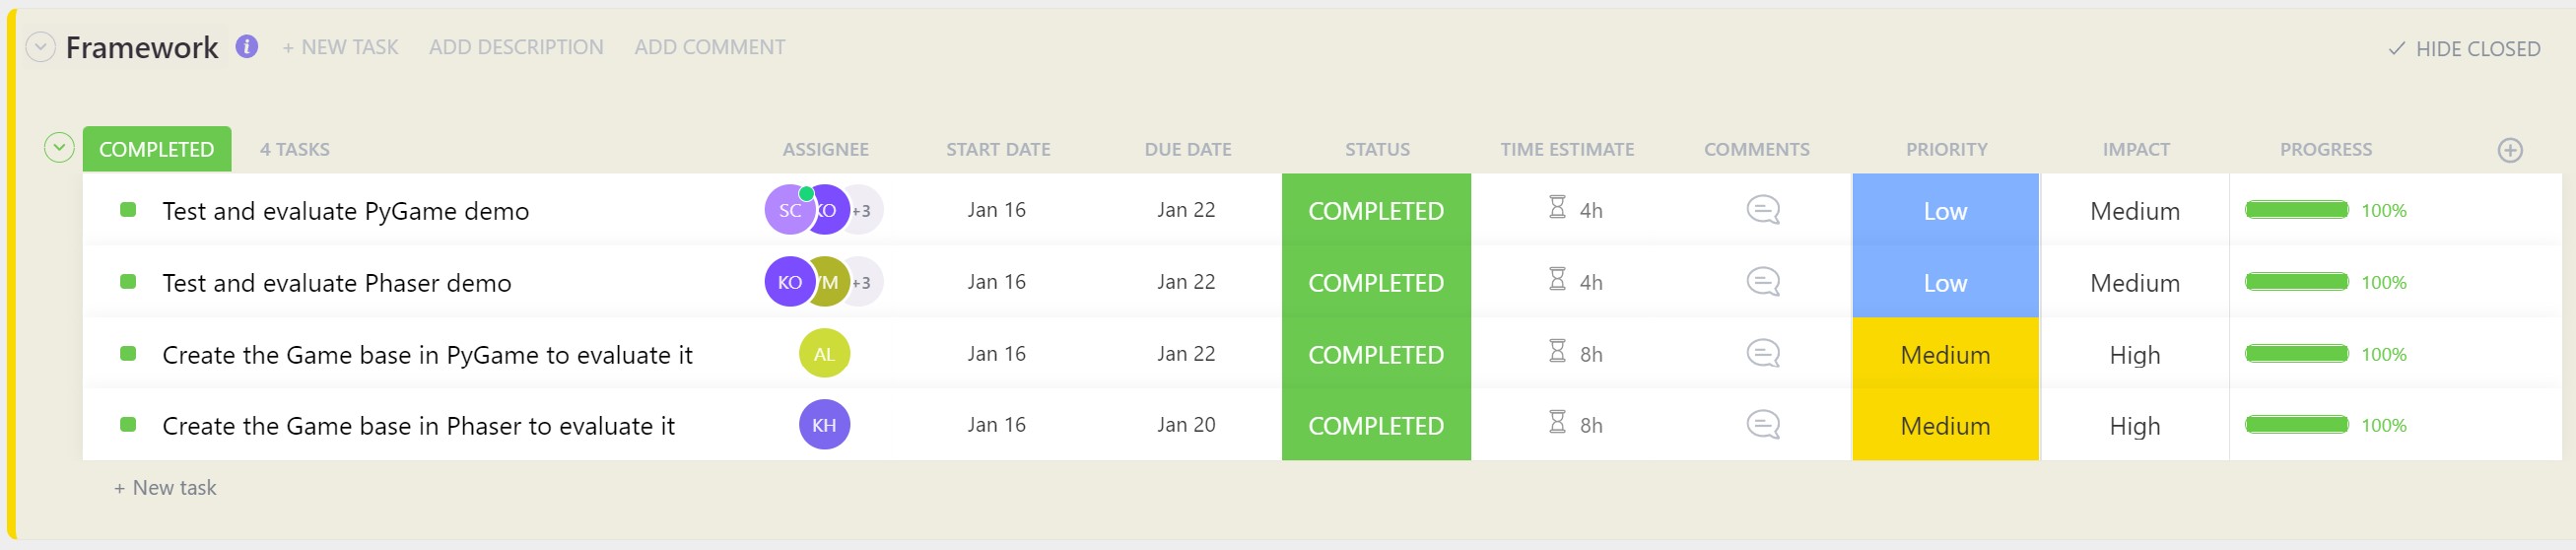 Framework i + NEW TASK ADD DESCRIPTION ADD COMMENT HIDE CLOSED
COMPLETED 4 TASKS ASSIGNEE START DATE DUE DATE STATUS TIME ESTIMATE COMMENTS PRIORITY IMPACT PROGRESS
Test and evaluate PyGame demo SC KO +3 Jan 16 Jan 22 COMPLETED 4h Low Medium 100%
Test and evaluate Phaser demo KO +3 Jan 16 Jan 22 COMPLETED 4h Low Medium 100%
Create the Game base in PyGame to evaluate it AL Jan 16 Jan 22 COMPLETED 8h Medium High 100%
Create the Game base in Phaser to evaluate it KH Jan 16 Jan 20 COMPLETED 8h Medium High 100%
+ New task